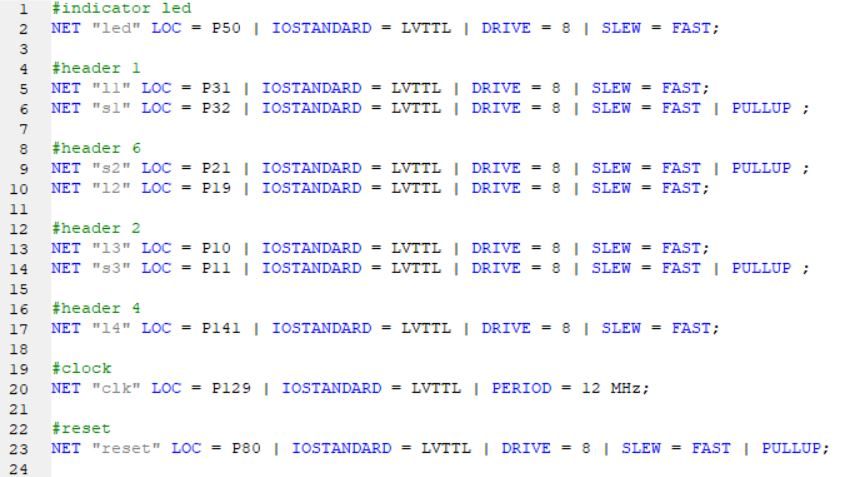 1 #indicator led
2 NET "led" LOC = P50 | IOSTANDARD = LVTTL | DRIVE = 8 | SLEW = FAST;
3
4 #header 1
5 NET "l1" LOC = P31 | IOSTANDARD = LVTTL | DRIVE = 8 | SLEW = FAST;
6 NET "s1" LOC = P32 | IOSTANDARD = LVTTL | DRIVE = 8 | SLEW = FAST | PULLUP ;
7
8 #header 6
9 NET "s2" LOC = P21 | IOSTANDARD = LVTTL | DRIVE = 8 | SLEW = FAST | PULLUP ;
10 NET "l2" LOC = P19 | IOSTANDARD = LVTTL | DRIVE = 8 | SLEW = FAST;
11
12 #header 2
13 NET "l3" LOC = P10 | IOSTANDARD = LVTTL | DRIVE = 8 | SLEW = FAST;
14 NET "s3" LOC = P11 | IOSTANDARD = LVTTL | DRIVE = 8 | SLEW = FAST | PULLUP ;
15
16 #header 4
17 NET "l4" LOC = P141 | IOSTANDARD = LVTTL | DRIVE = 8 | SLEW = FAST;
18
19 #clock
20 NET "clk" LOC = P129 | IOSTANDARD = LVTTL | PERIOD = 12 MHz;
21
22 #reset
23 NET "reset" LOC = P80 | IOSTANDARD = LVTTL | DRIVE = 8 | SLEW = FAST | PULLUP;
24